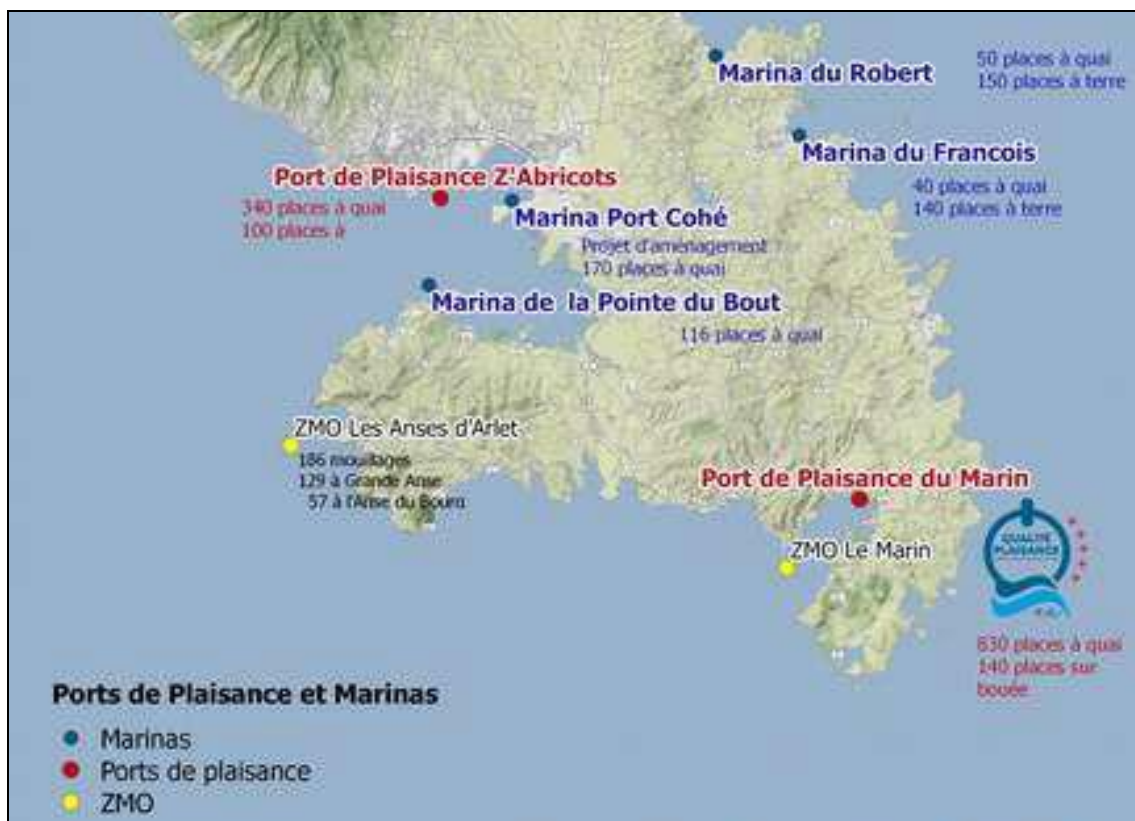 Marina du Robert
50 places à quai
150 places à terre
Marina du Francois
40 places à quai
140 places à terre
Port de Plaisance Z'Abricots
340 places à quai
100 places à
Marina Port Cohé
Projet d'aménagement
170 places à quai
Marina de la Pointe du Bout
116 places à quai
ZMO Les Anses d'Arlet
186 mouillages
129 à Grande Anse
57 à l'Anse du Bourg
Port de Plaisance du Marin
ZMO Le Marin
QUALITÉ
PLAISANCE
830 places à quai
140 places sur
bouée
Ports de Plaisance et Marinas
Marinas
Ports de plaisance
ZMO